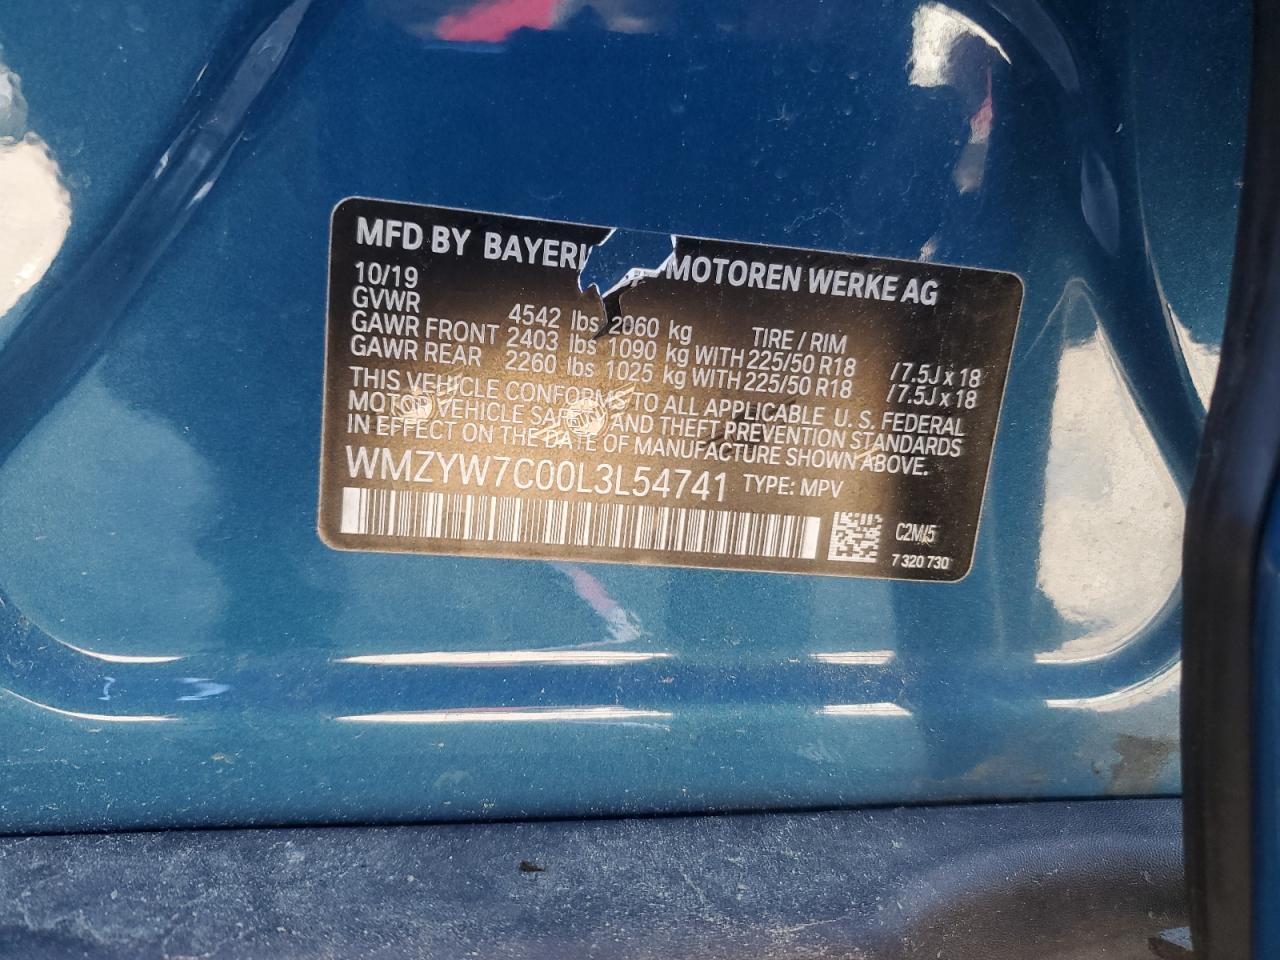 MFD BY BAYERI MOTOREN WERKE AG
10/19
GVWR 4542 lbs 2060 kg TIRE / RIM
GAWR FRONT 2403 lbs 1090 kg WITH 225/50 R18 / 7.5J x 18
GAWR REAR 2260 lbs 1025 kg WITH 225/50 R18 / 7.5J x 18
THIS VEHICLE CONFORMS TO ALL APPLICABLE U. S. FEDERAL
MOTOR VEHICLE SAFETY AND THEFT PREVENTION STANDARDS
IN EFFECT ON THE DATE OF MANUFACTURE SHOWN ABOVE.
WMZYW7C00L3L54741 TYPE: MPV
C2M/5
7 320 730